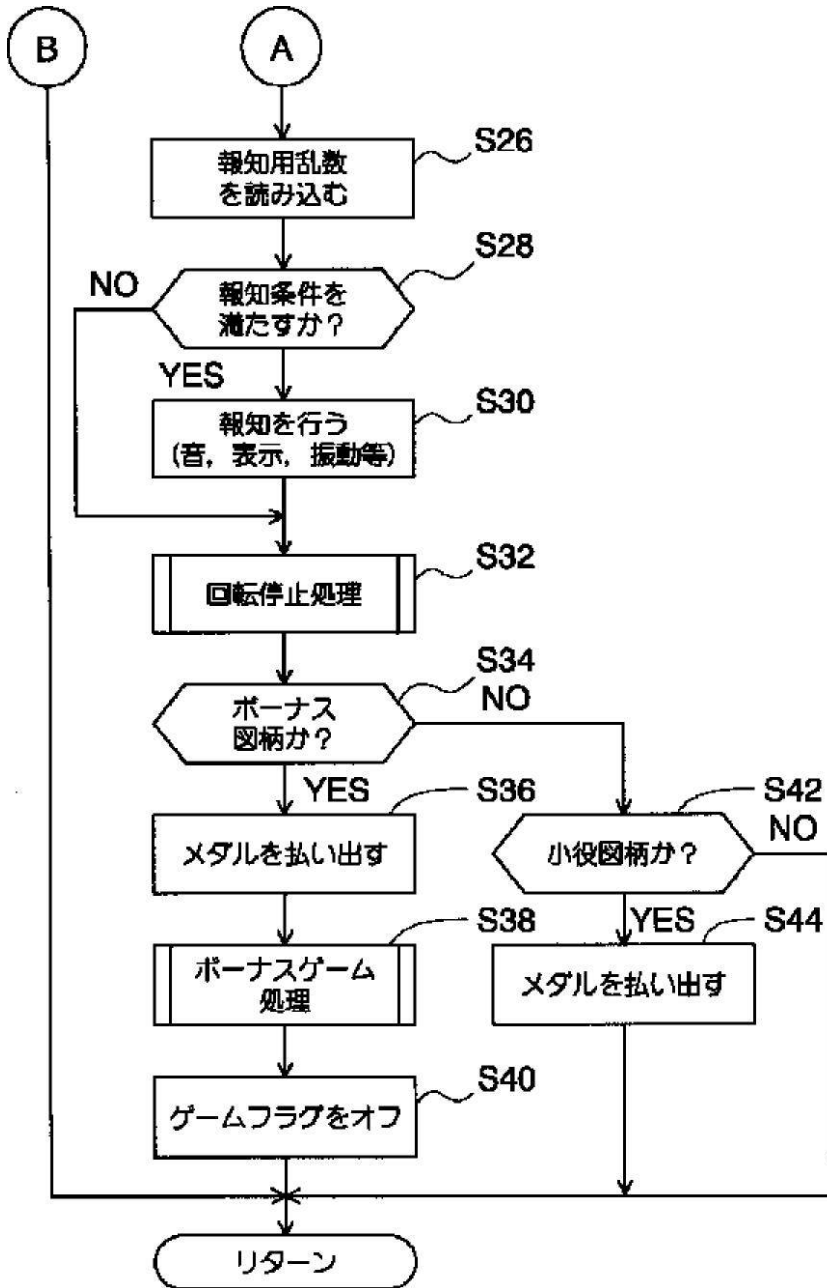 B
A
S26
報知用乱数
を読み込む
S28
NO
報知条件を
満たすか？
YES
S30
報知を行う
(音，表示，振動等)
S32
回転停止処理
S34
NO
ボーナス
図柄か？
YES
S36
メダルを払い出す
S42
NO
小役図柄か？
YES
S44
メダルを払い出す
S38
ボーナスゲーム
処理
S40
ゲームフラグをオフ
リターン